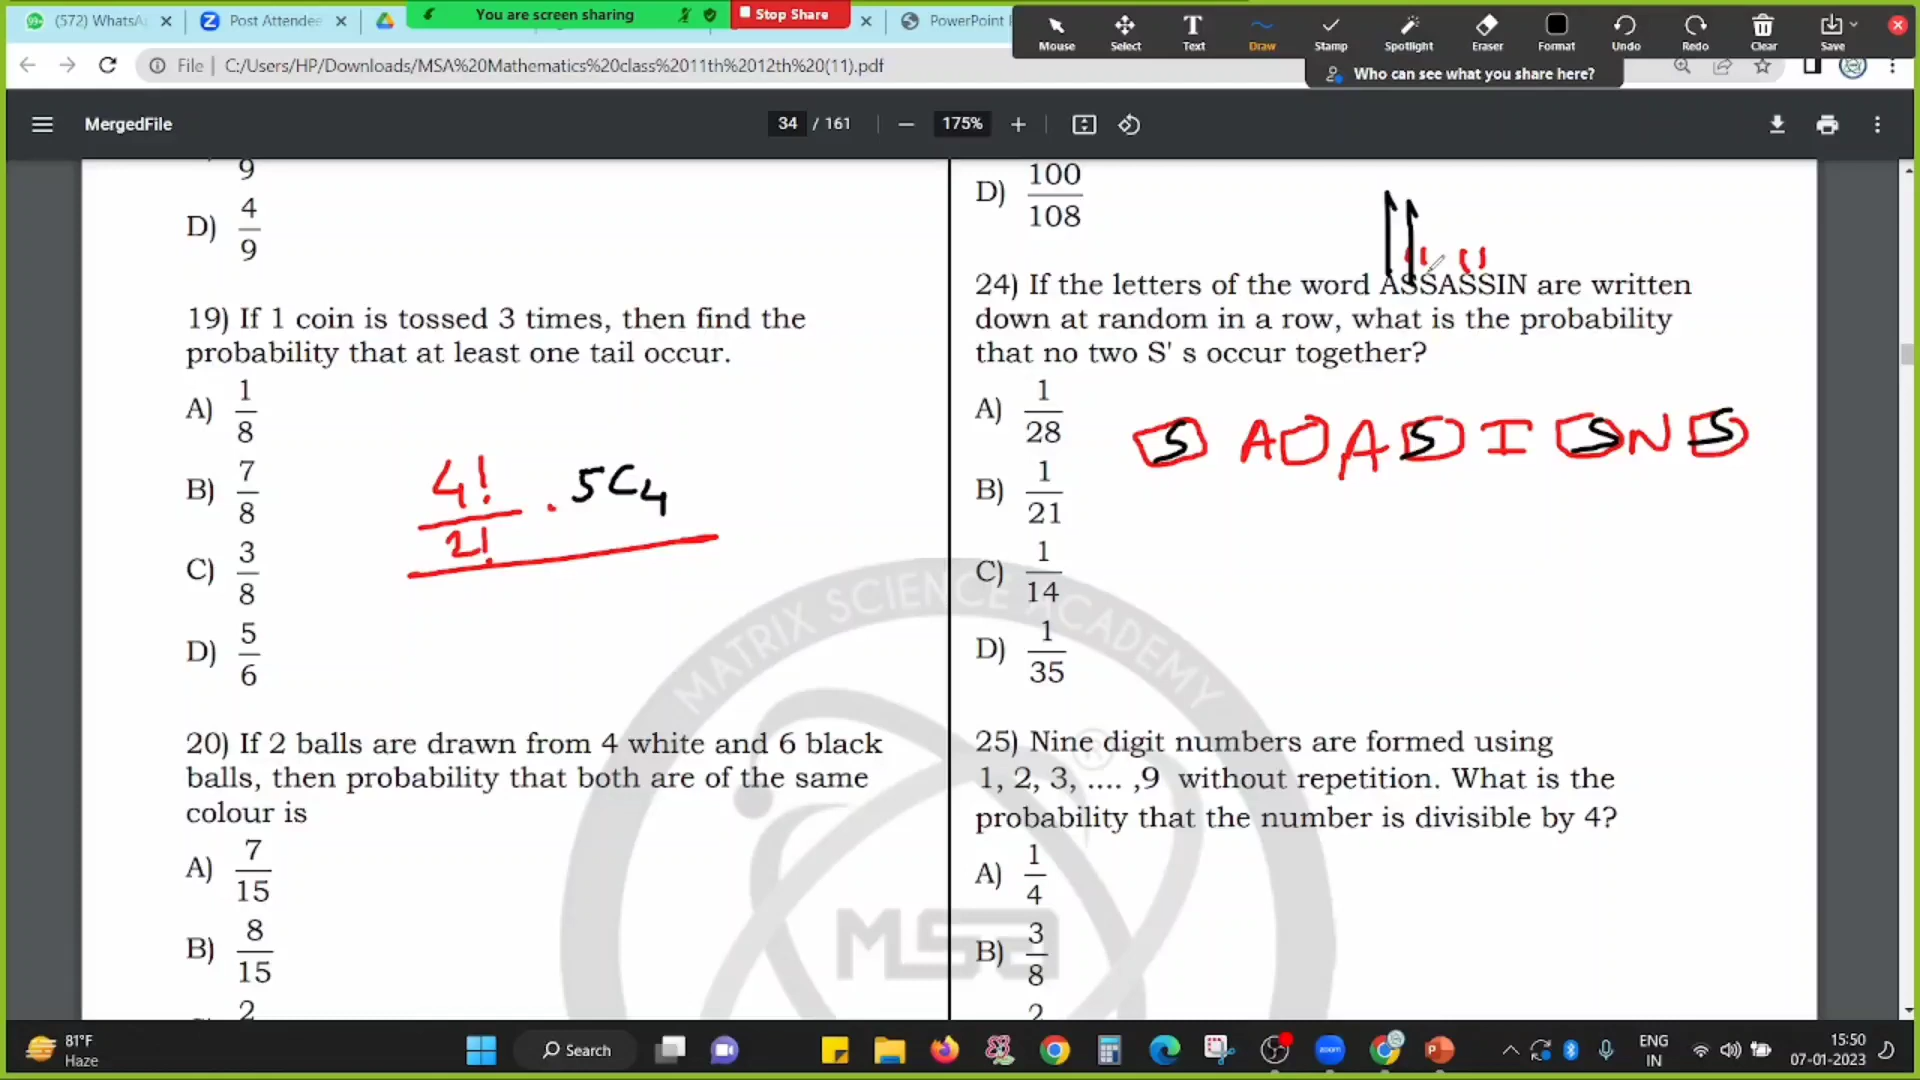 (572) WhatsA
Post Attendee
You are screen sharing
Stop Share
PowerPoint
Mouse
Select
Text
Draw
Stamp
Spotlight
Eraser
Format
Undo
Redo
Clear
Save
File | C:/Users/HP/Downloads/MSA%20Mathematics%20class%2011th%2012th%20(11).pdf
Who can see what you share here?
MergedFile
34 / 161
175%
9
D) 4/9
19) If 1 coin is tossed 3 times, then find the
probability that at least one tail occur.
A) 1/8
B) 7/8
C) 3/8
D) 5/6
4!/2! . 5C4
20) If 2 balls are drawn from 4 white and 6 black
balls, then probability that both are of the same
colour is
A) 7/15
B) 8/15
2
D) 100/108
24) If the letters of the word ASSASSIN are written
down at random in a row, what is the probability
that no two S' s occur together?
A) 1/28
B) 1/21
C) 1/14
D) 1/35
S A A S I S N S
25) Nine digit numbers are formed using
1, 2, 3, .... ,9 without repetition. What is the
probability that the number is divisible by 4?
A) 1/4
B) 3/8
2
MATRIX SCIENCE ACADEMY
MSa
81°F
Haze
Search
zoom
ENG
IN
15:50
07-01-2023